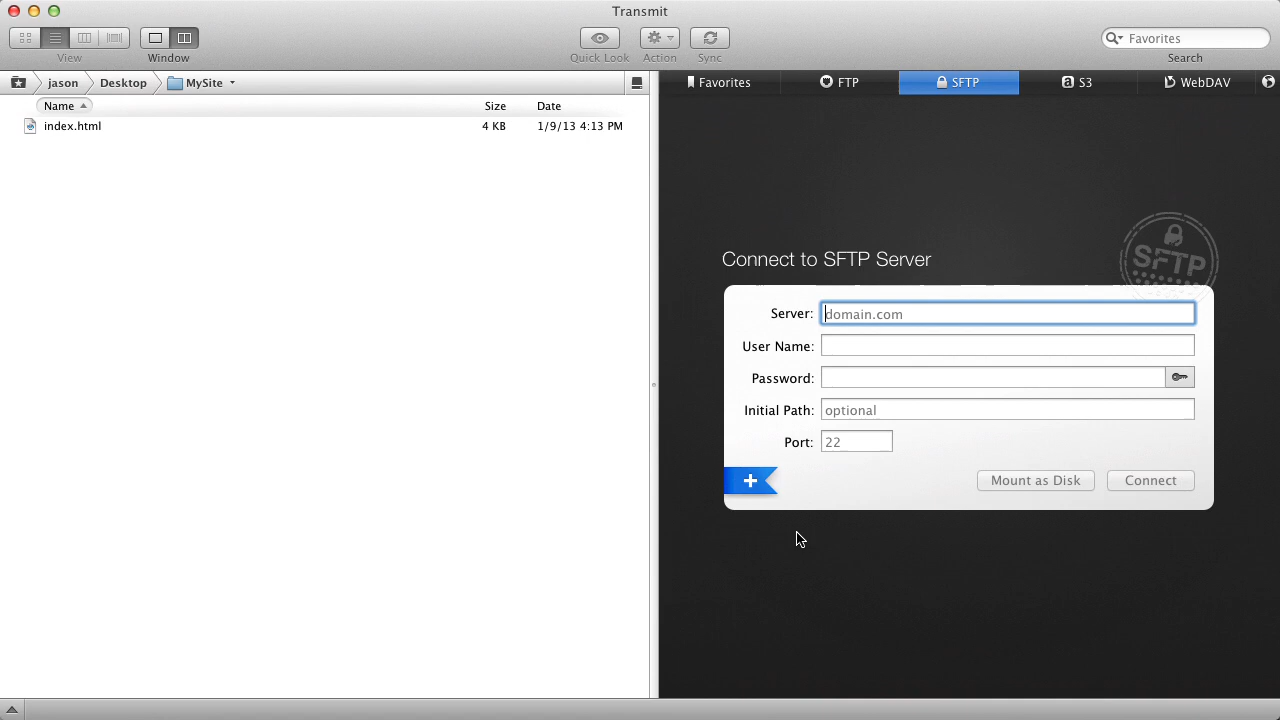 Transmit
View
Window
Quick Look
Action
Sync
Favorites
Search
jason
Desktop
MySite
Favorites
FTP
SFTP
S3
WebDAV
Name
Size
Date
index.html
4 KB
1/9/13 4:13 PM
SFTP
Connect to SFTP Server
Server: domain.com
User Name:
Password:
Initial Path: optional
Port: 22
Mount as Disk
Connect